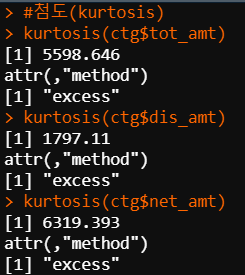 > #첨도(kurtosis)
> kurtosis(ctg$tot_amt)
[1] 5598.646
attr(,"method")
[1] "excess"
> kurtosis(ctg$dis_amt)
[1] 1797.11
attr(,"method")
[1] "excess"
> kurtosis(ctg$net_amt)
[1] 6319.393
attr(,"method")
[1] "excess"